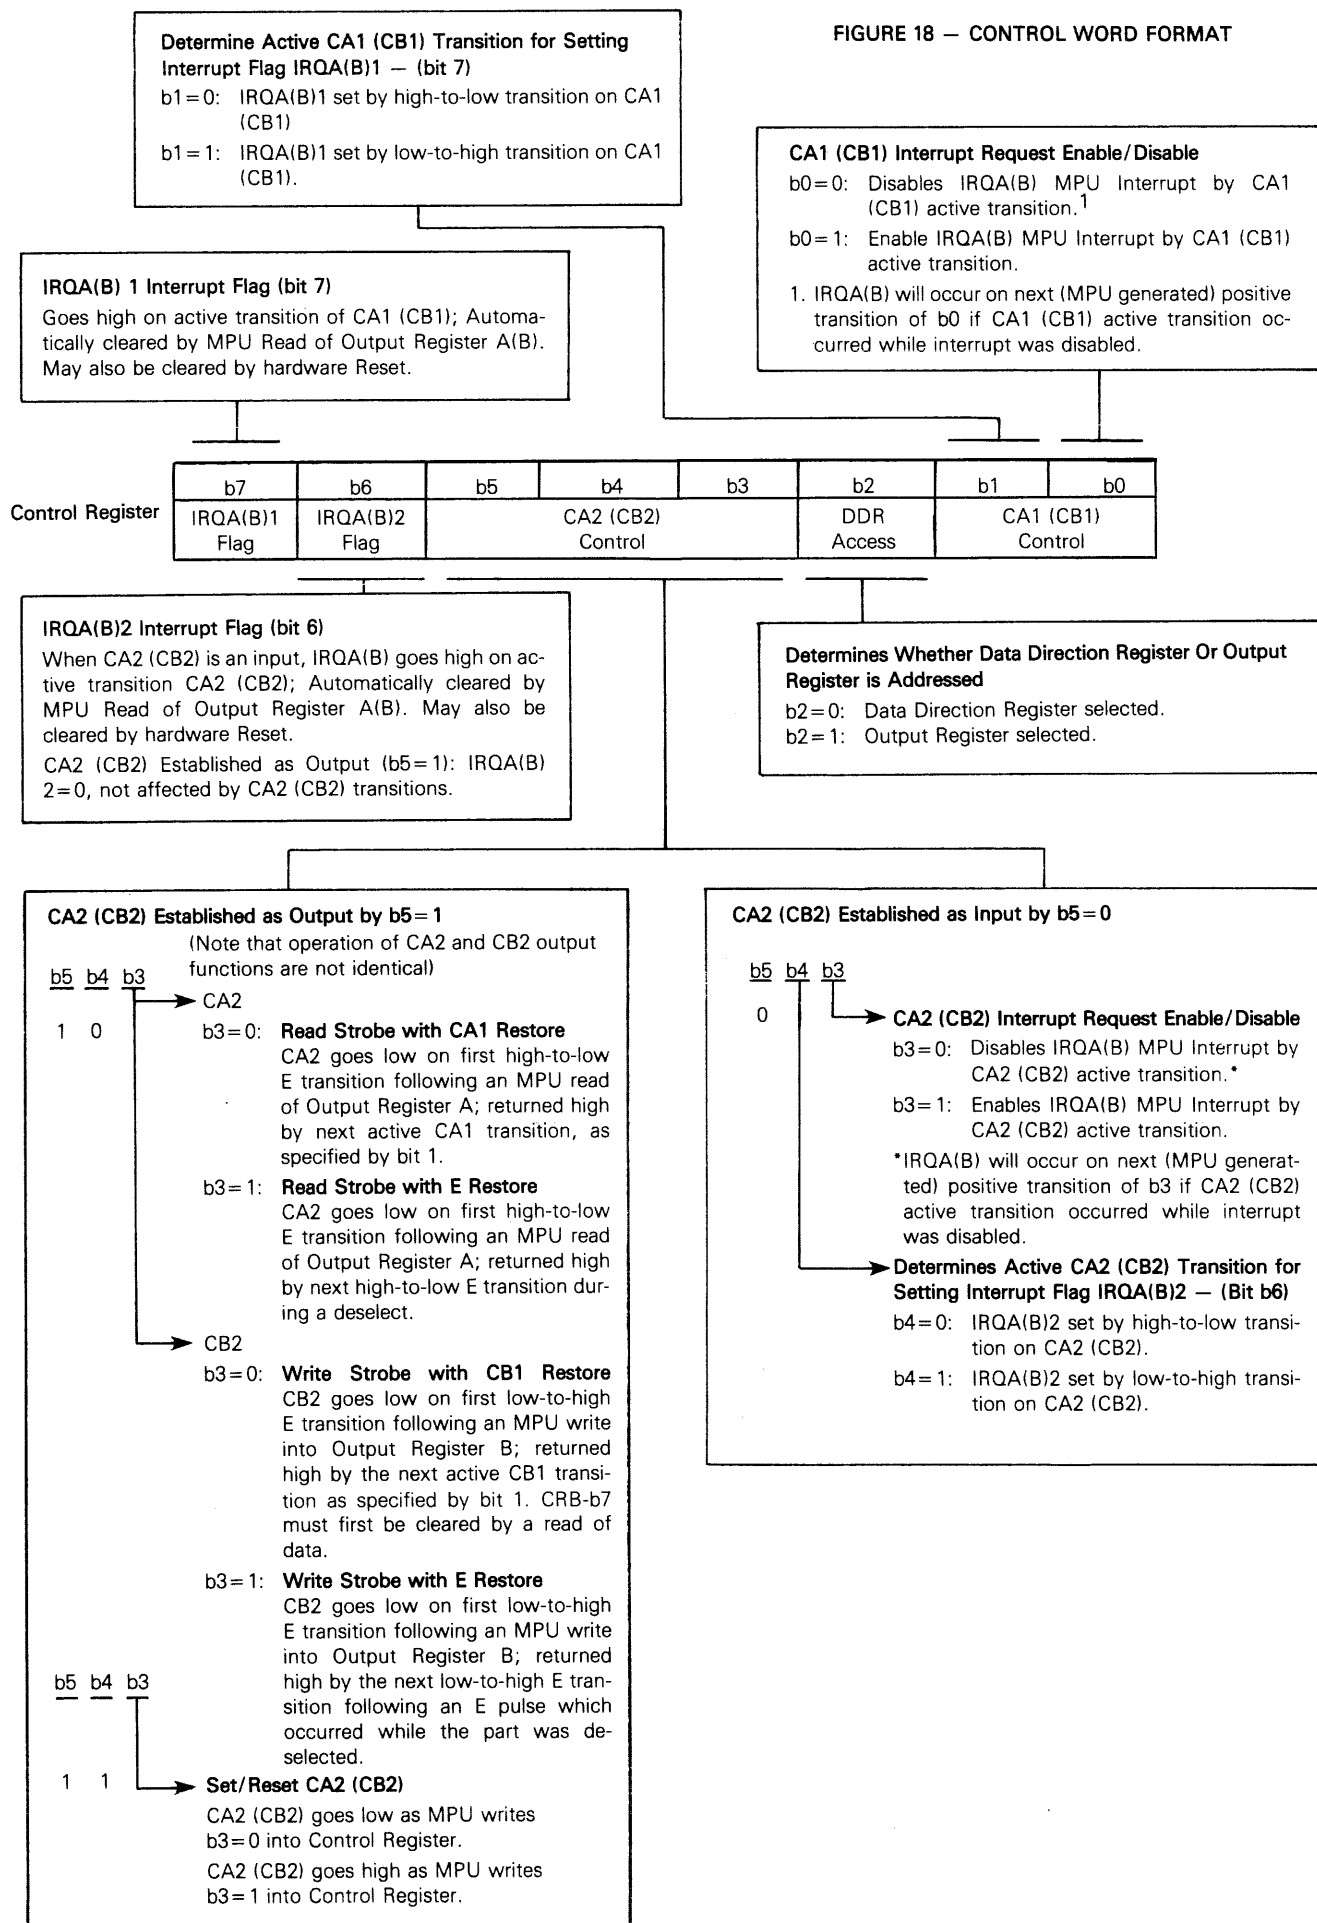 FIGURE 18 — CONTROL WORD FORMAT
Determine Active CA1 (CB1) Transition for Setting
Interrupt Flag IRQA(B)1 — (bit 7)
b1=0: IRQA(B)1 set by high-to-low transition on CA1
(CB1)
b1=1: IRQA(B)1 set by low-to-high transition on CA1
(CB1).
CA1 (CB1) Interrupt Request Enable/Disable
b0=0: Disables IRQA(B) MPU Interrupt by CA1
(CB1) active transition.1
b0=1: Enable IRQA(B) MPU Interrupt by CA1 (CB1)
active transition.
1. IRQA(B) will occur on next (MPU generated) positive
transition of b0 if CA1 (CB1) active transition oc-
curred while interrupt was disabled.
IRQA(B) 1 Interrupt Flag (bit 7)
Goes high on active transition of CA1 (CB1); Automa-
tically cleared by MPU Read of Output Register A(B).
May also be cleared by hardware Reset.
b7 b6 b5 b4 b3 b2 b1 b0
Control Register
IRQA(B)1 IRQA(B)2 CA2 (CB2) DDR CA1 (CB1)
Flag Flag Control Access Control
IRQA(B)2 Interrupt Flag (bit 6)
When CA2 (CB2) is an input, IRQA(B) goes high on ac-
tive transition CA2 (CB2); Automatically cleared by
MPU Read of Output Register A(B). May also be
cleared by hardware Reset.
CA2 (CB2) Established as Output (b5=1): IRQA(B)
2=0, not affected by CA2 (CB2) transitions.
Determines Whether Data Direction Register Or Output
Register is Addressed
b2=0: Data Direction Register selected.
b2=1: Output Register selected.
CA2 (CB2) Established as Output by b5=1
(Note that operation of CA2 and CB2 output
functions are not identical)
b5 b4 b3
CA2
1 0
b3=0: Read Strobe with CA1 Restore
CA2 goes low on first high-to-low
E transition following an MPU read
of Output Register A; returned high
by next active CA1 transition, as
specified by bit 1.
b3=1: Read Strobe with E Restore
CA2 goes low on first high-to-low
E transition following an MPU read
of Output Register A; returned high
by next high-to-low E transition dur-
ing a deselect.
CB2
b3=0: Write Strobe with CB1 Restore
CB2 goes low on first low-to-high
E transition following an MPU write
into Output Register B; returned
high by the next active CB1 transi-
tion as specified by bit 1. CRB-b7
must first be cleared by a read of
data.
b3=1: Write Strobe with E Restore
CB2 goes low on first low-to-high
E transition following an MPU write
into Output Register B; returned
high by the next low-to-high E tran-
sition following an E pulse which
occurred while the part was de-
selected.
b5 b4 b3
1 1
Set/Reset CA2 (CB2)
CA2 (CB2) goes low as MPU writes
b3=0 into Control Register.
CA2 (CB2) goes high as MPU writes
b3=1 into Control Register.
CA2 (CB2) Established as Input by b5=0
b5 b4 b3
0
CA2 (CB2) Interrupt Request Enable/Disable
b3=0: Disables IRQA(B) MPU Interrupt by
CA2 (CB2) active transition.*
b3=1: Enables IRQA(B) MPU Interrupt by
CA2 (CB2) active transition.
*IRQA(B) will occur on next (MPU generat-
ted) positive transition of b3 if CA2 (CB2)
active transition occurred while interrupt
was disabled.
Determines Active CA2 (CB2) Transition for
Setting Interrupt Flag IRQA(B)2 — (Bit b6)
b4=0: IRQA(B)2 set by high-to-low transi-
tion on CA2 (CB2).
b4=1: IRQA(B)2 set by low-to-high transi-
tion on CA2 (CB2).